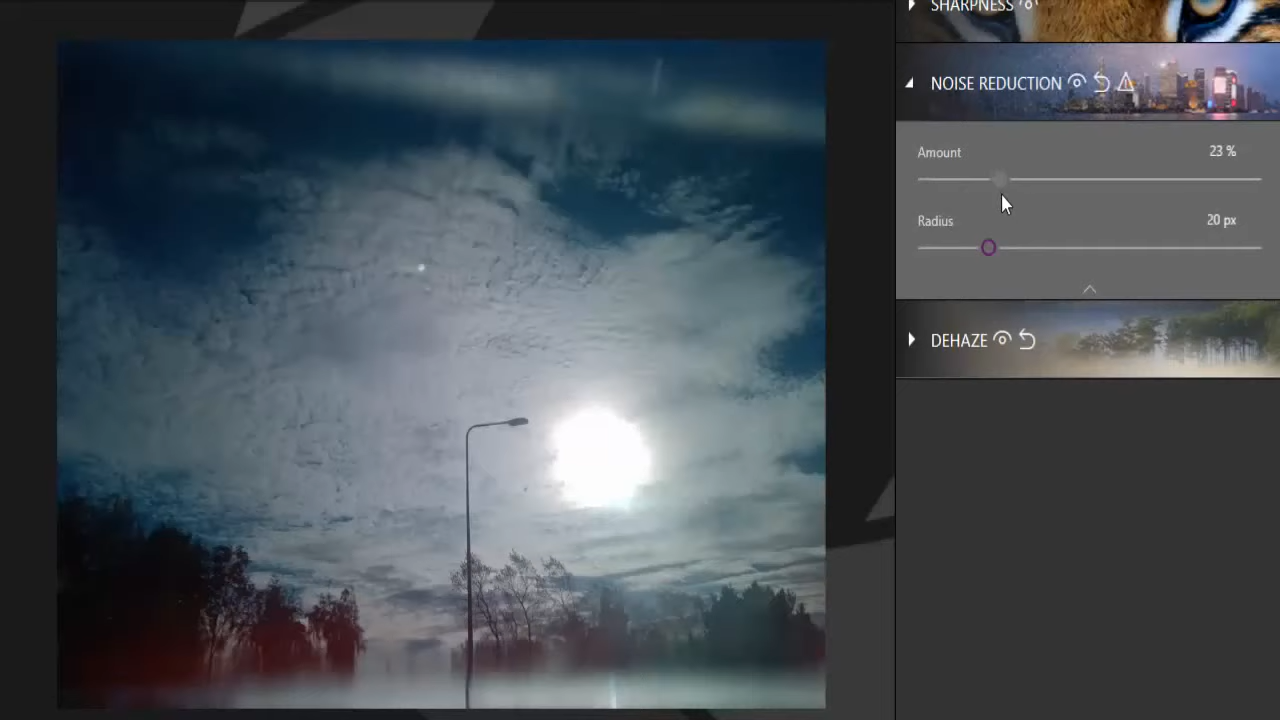 SHARPNESS
NOISE REDUCTION
Amount 23 %
Radius 20 px
DEHAZE